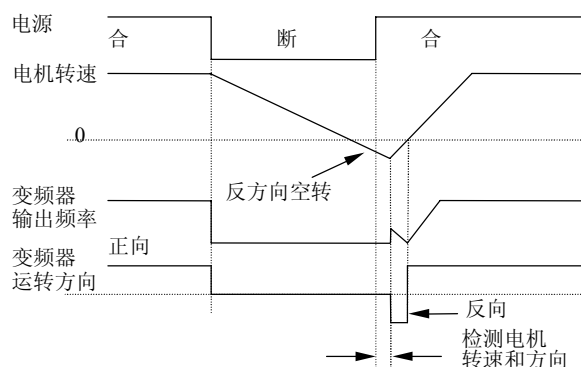 电源
合
断
合
电机转速
0
反方向空转
变频器
输出频率
正向
变频器
运转方向
反向
检测电机
转速和方向